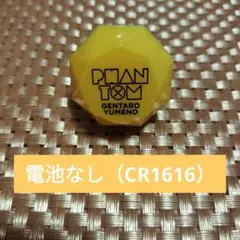 PHAN
TOM
GENTARO
YUMENO
電池なし（CR1616）